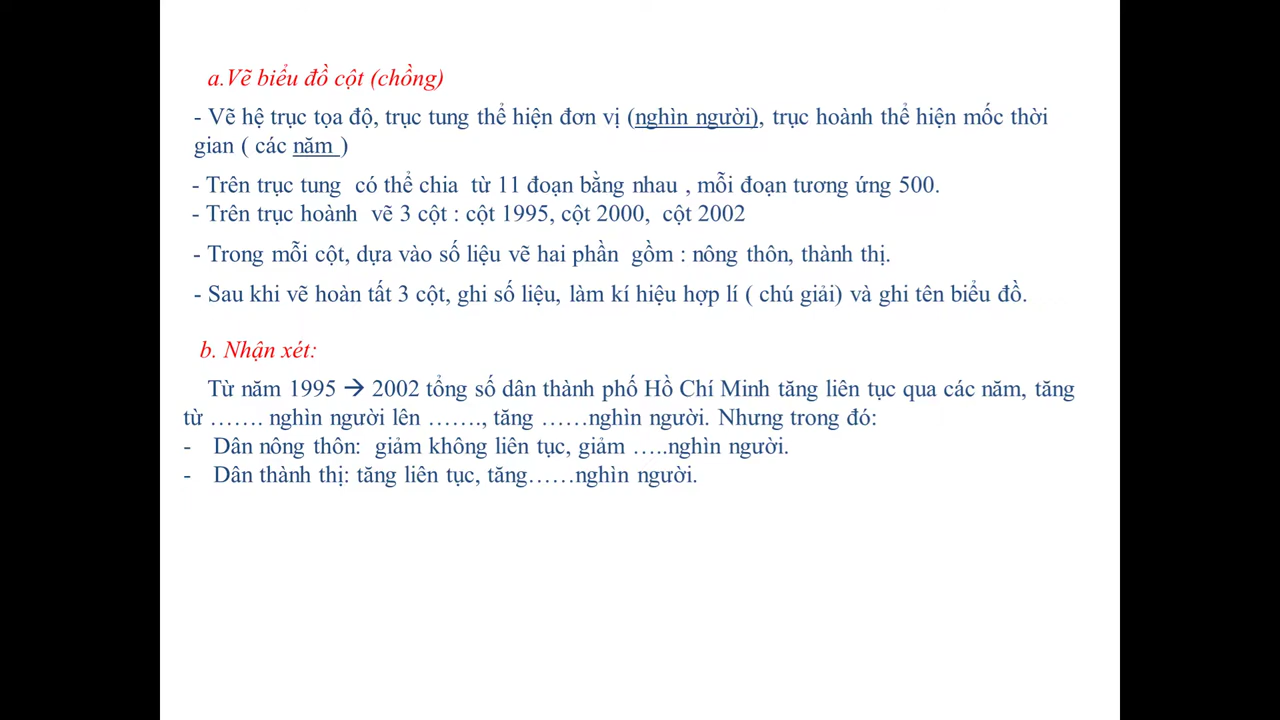 a.Vẽ biểu đồ cột (chồng)
- Vẽ hệ trục tọa độ, trục tung thể hiện đơn vị (nghìn người), trục hoành thể hiện mốc thời
gian ( các năm )
- Trên trục tung có thể chia từ 11 đoạn bằng nhau , mỗi đoạn tương ứng 500.
- Trên trục hoành vẽ 3 cột : cột 1995, cột 2000, cột 2002
- Trong mỗi cột, dựa vào số liệu vẽ hai phần gồm : nông thôn, thành thị.
- Sau khi vẽ hoàn tất 3 cột, ghi số liệu, làm kí hiệu hợp lí ( chú giải) và ghi tên biểu đồ.
b. Nhận xét:
Từ năm 1995 → 2002 tổng số dân thành phố Hồ Chí Minh tăng liên tục qua các năm, tăng
từ ……. nghìn người lên ……., tăng ……nghìn người. Nhưng trong đó:
- Dân nông thôn: giảm không liên tục, giảm …..nghìn người.
- Dân thành thị: tăng liên tục, tăng……nghìn người.